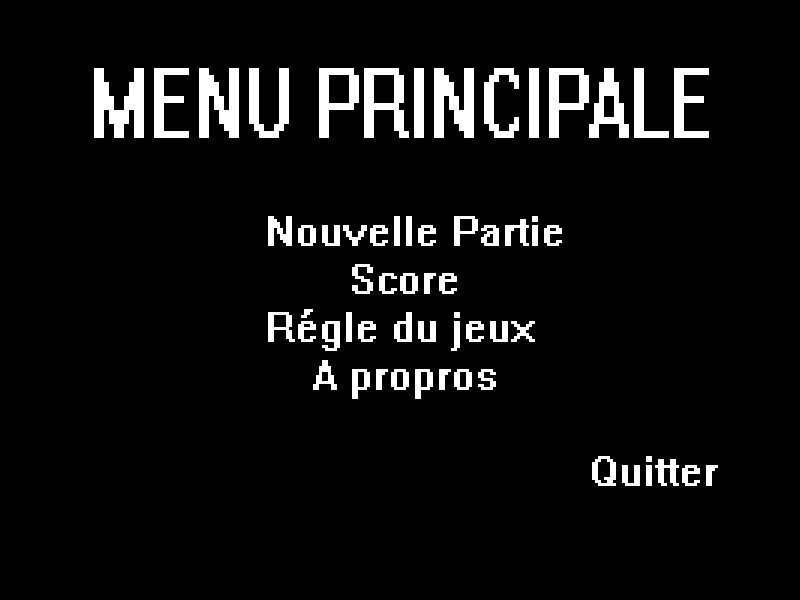 MENU PRINCIPALE
Nouvelle Partie
Score
Régle du jeux
A propros
Quitter